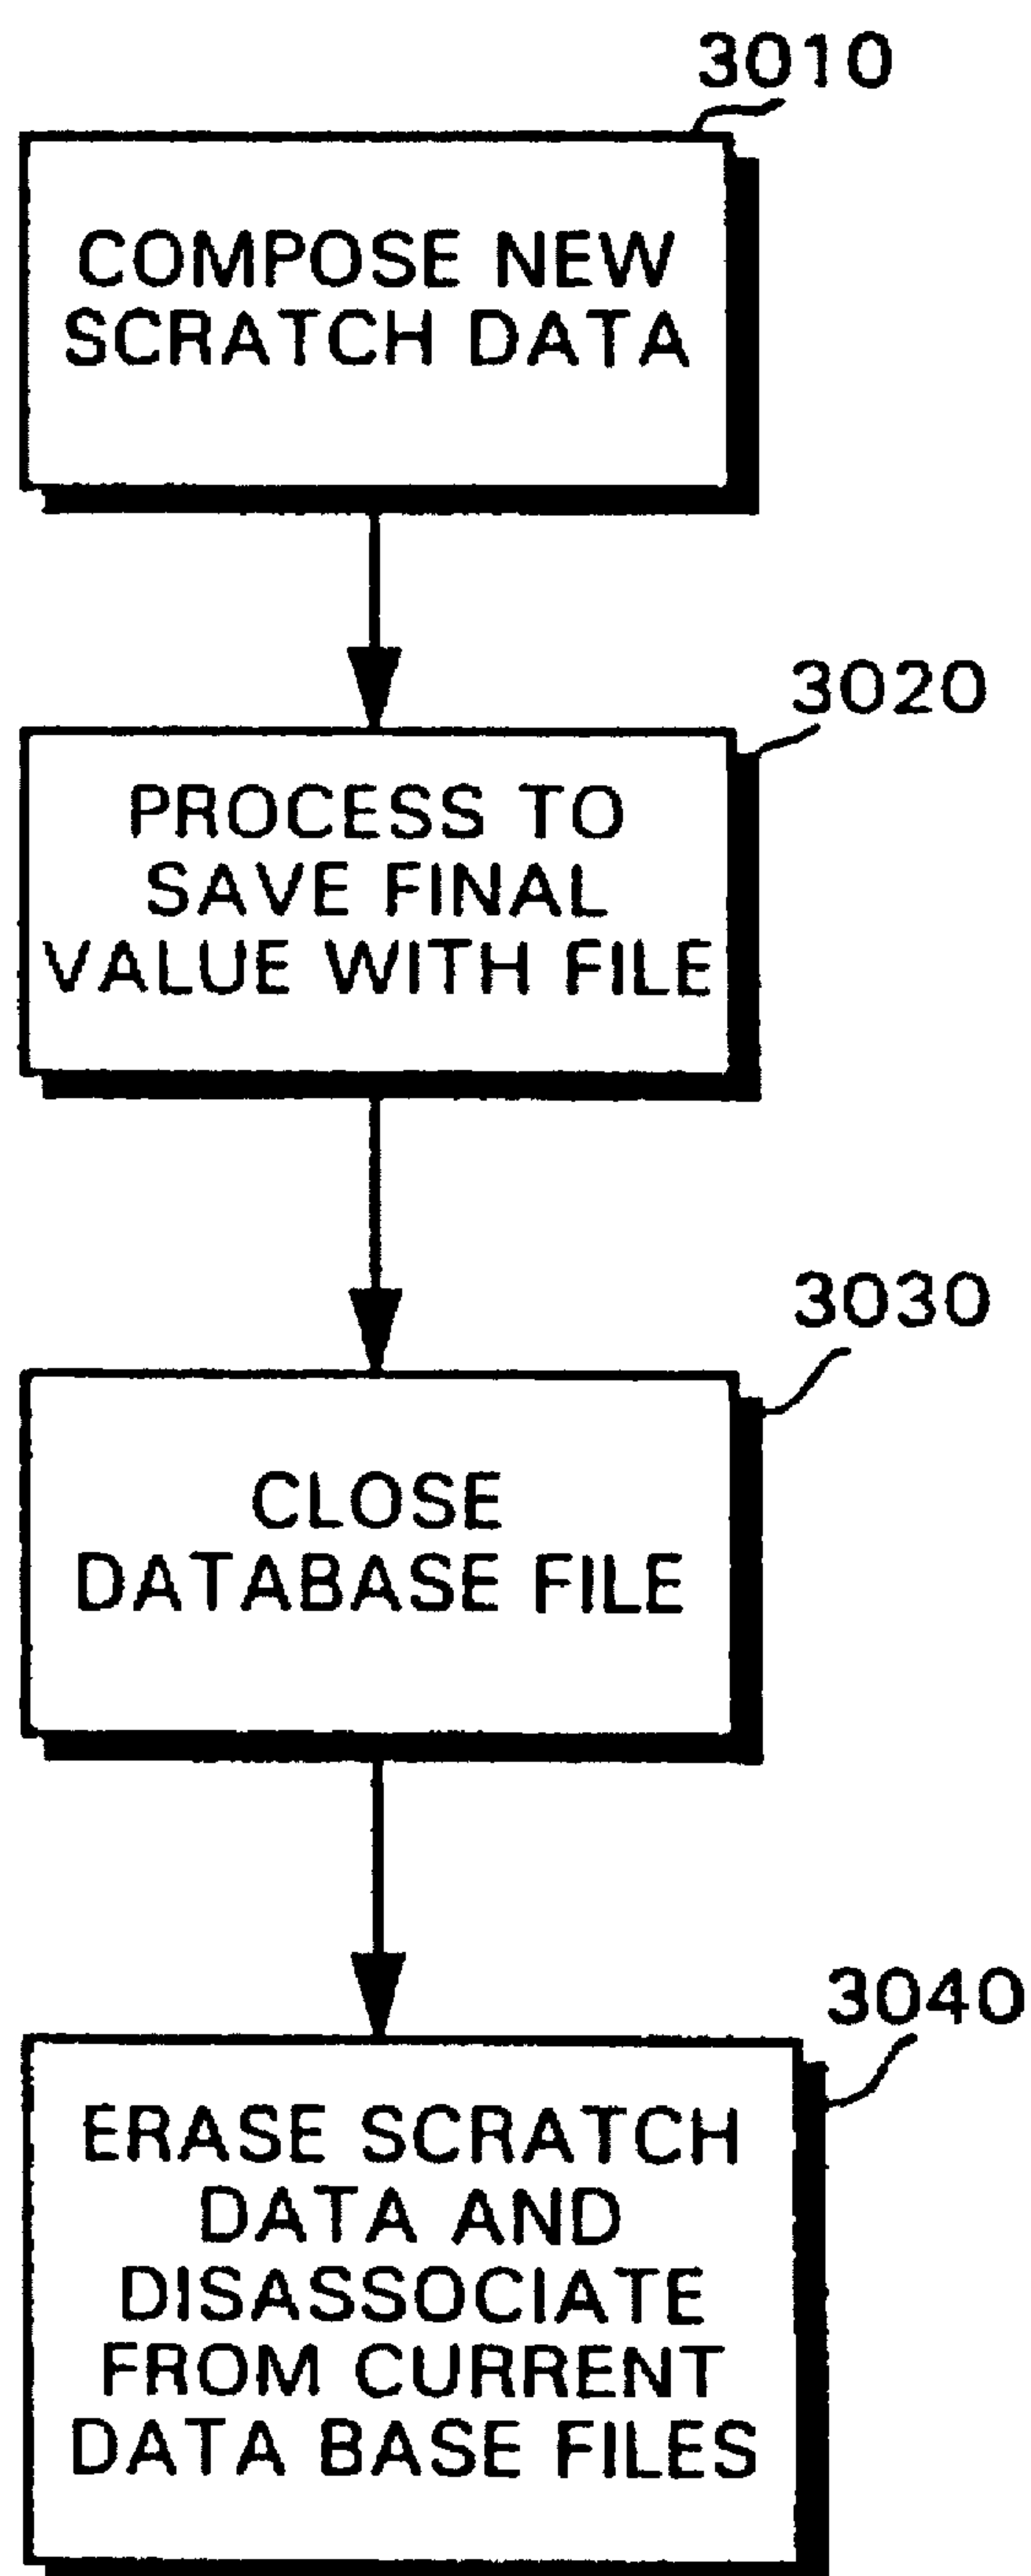 3010
COMPOSE NEW
SCRATCH DATA
3020
PROCESS TO
SAVE FINAL
VALUE WITH FILE
3030
CLOSE
DATABASE FILE
3040
ERASE SCRATCH
DATA AND
DISASSOCIATE
FROM CURRENT
DATA BASE FILES